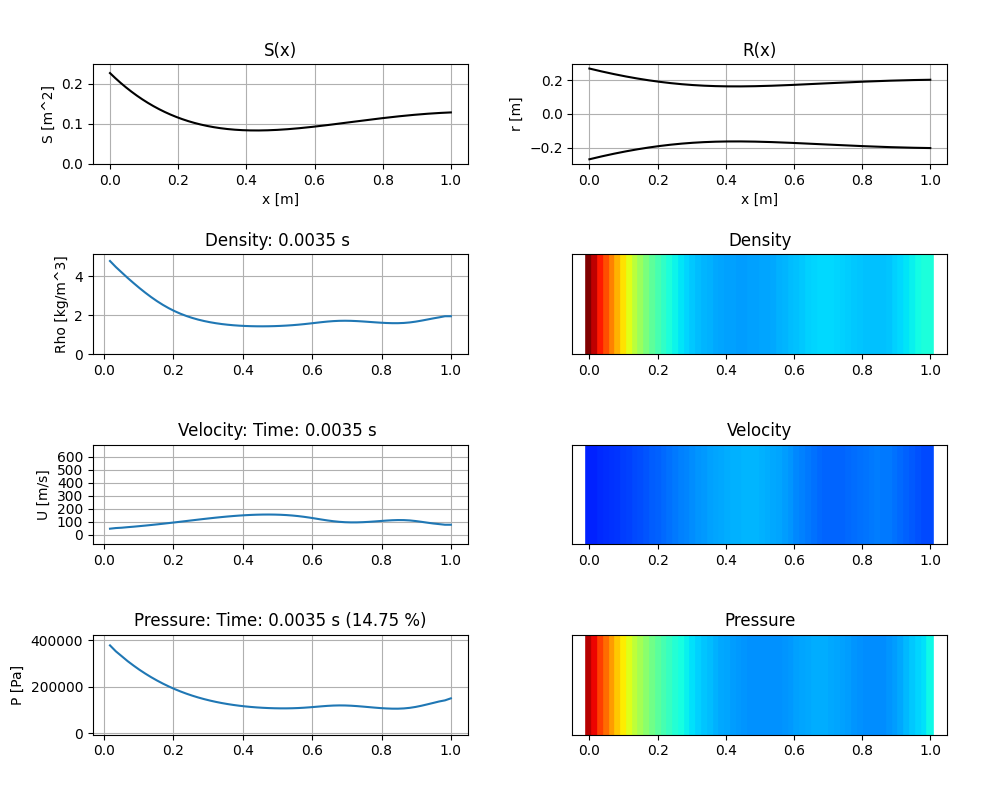 S(x)
S [m^2]
0.2
0.1
0.0
0.0 0.2 0.4 0.6 0.8 1.0
x [m]
R(x)
r [m]
0.2
0.0
−0.2
0.0 0.2 0.4 0.6 0.8 1.0
x [m]
Density: 0.0035 s
Rho [kg/m^3]
4
2
0
0.0 0.2 0.4 0.6 0.8 1.0
Density
0.0 0.2 0.4 0.6 0.8 1.0
Velocity: Time: 0.0035 s
U [m/s]
600
500
400
300
200
100
0
0.0 0.2 0.4 0.6 0.8 1.0
Velocity
0.0 0.2 0.4 0.6 0.8 1.0
Pressure: Time: 0.0035 s (14.75 %)
P [Pa]
400000
200000
0
0.0 0.2 0.4 0.6 0.8 1.0
Pressure
0.0 0.2 0.4 0.6 0.8 1.0